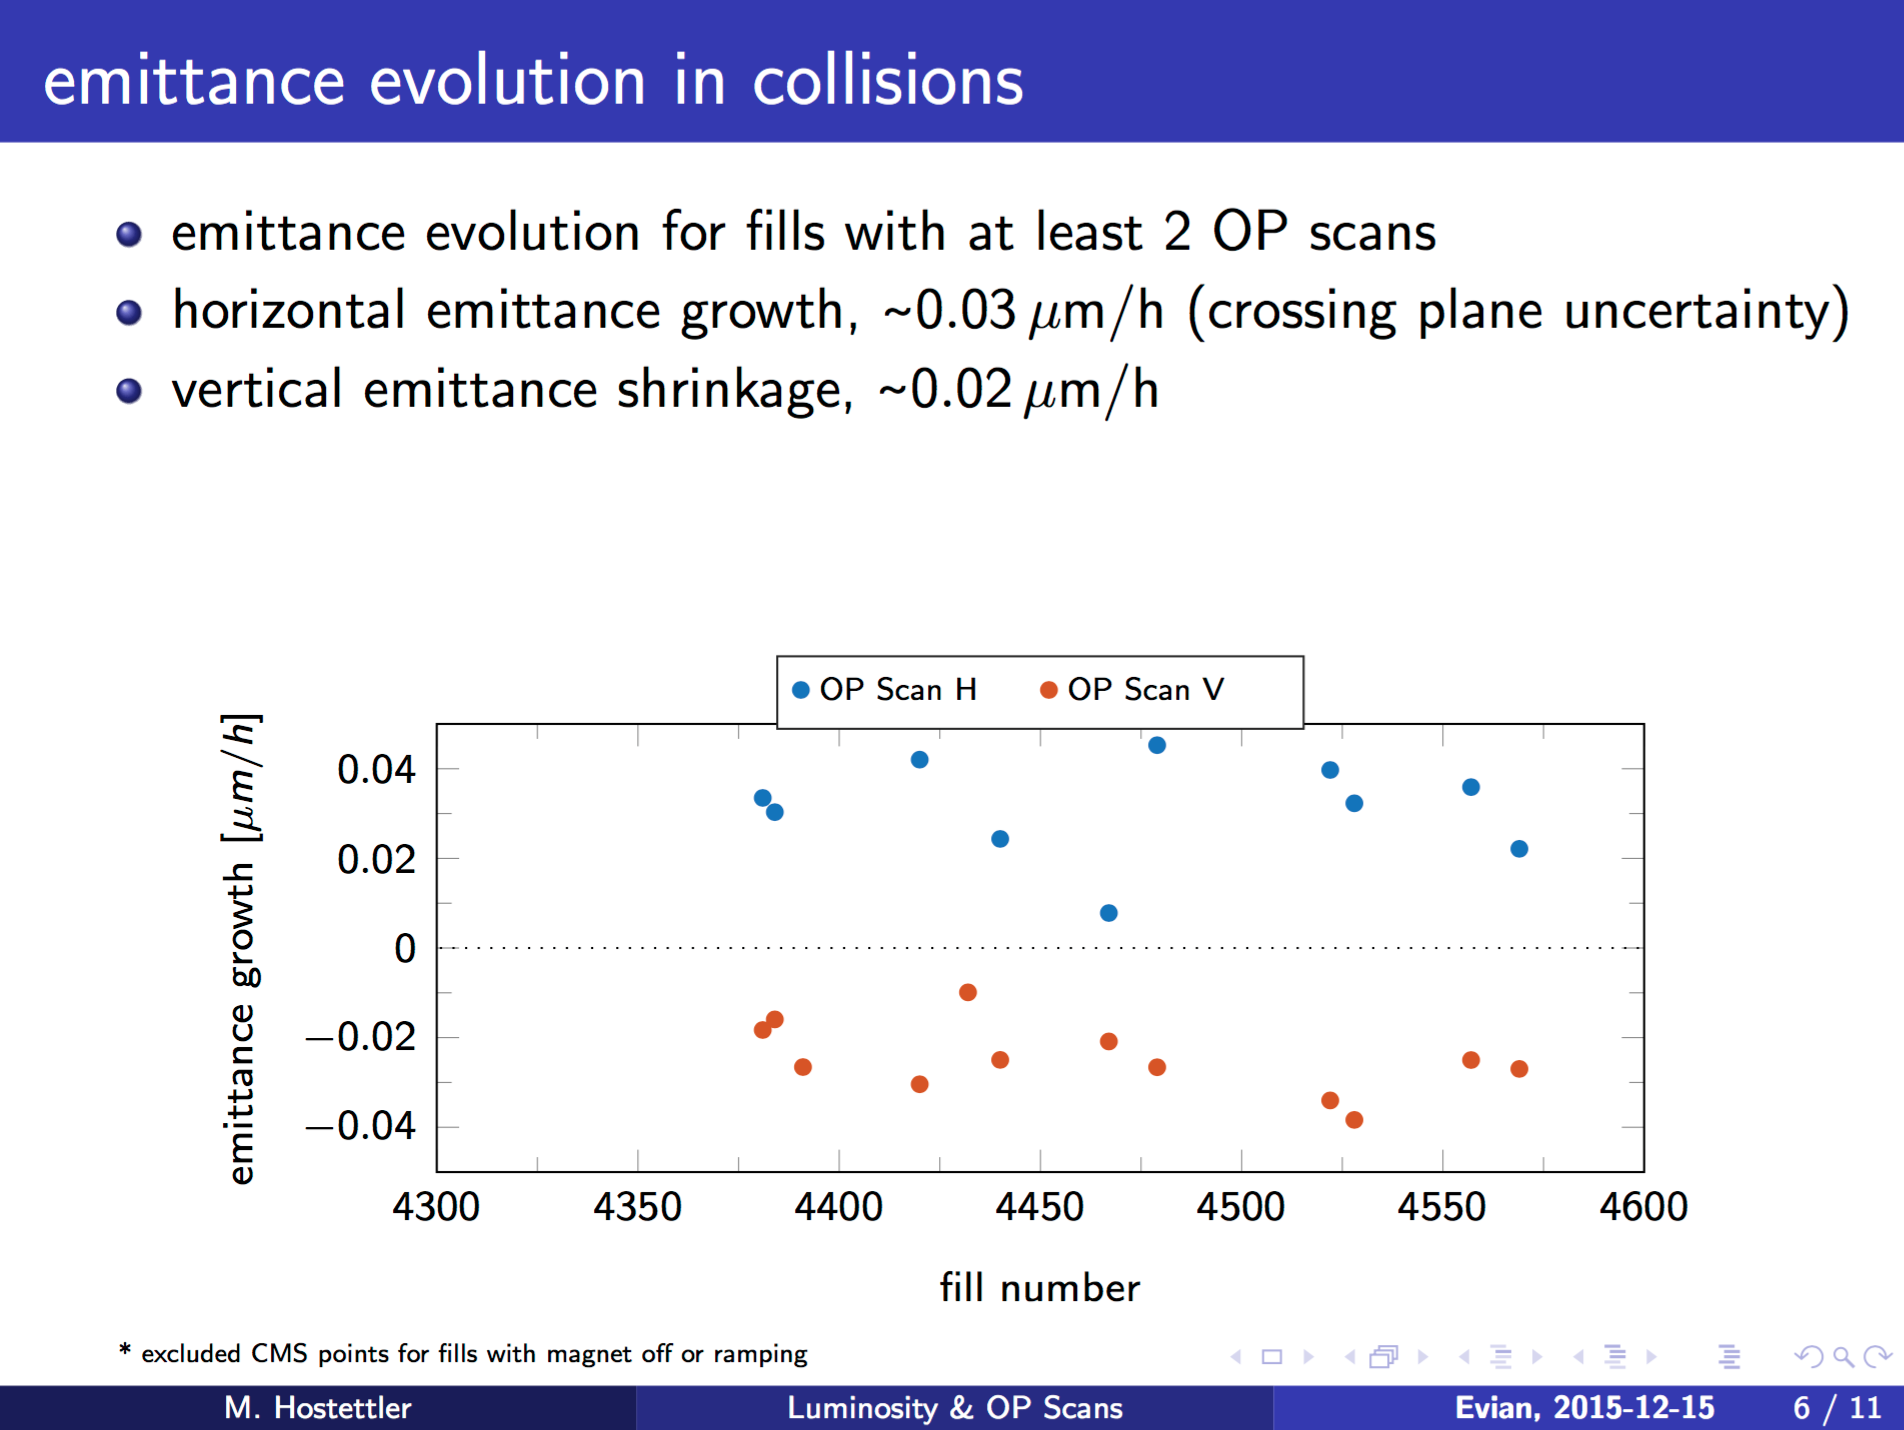 emittance evolution in collisions
emittance evolution for fills with at least 2 OP scans
horizontal emittance growth, ~0.03 μm/h (crossing plane uncertainty)
vertical emittance shrinkage, ~0.02 μm/h
OP Scan H
OP Scan V
emittance growth [μm/h]
0.04
0.02
0
−0.02
−0.04
4300 4350 4400 4450 4500 4550 4600
fill number
* excluded CMS points for fills with magnet off or ramping
M. Hostettler
Luminosity & OP Scans
Evian, 2015-12-15
6 / 11